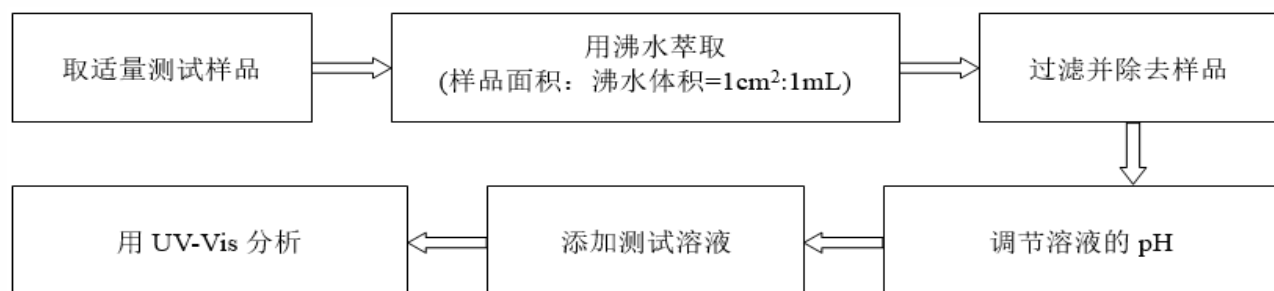 取适量测试样品
用沸水萃取
(样品面积：沸水体积=1cm²:1mL)
过滤并除去样品
调节溶液的 pH
添加测试溶液
用 UV-Vis 分析